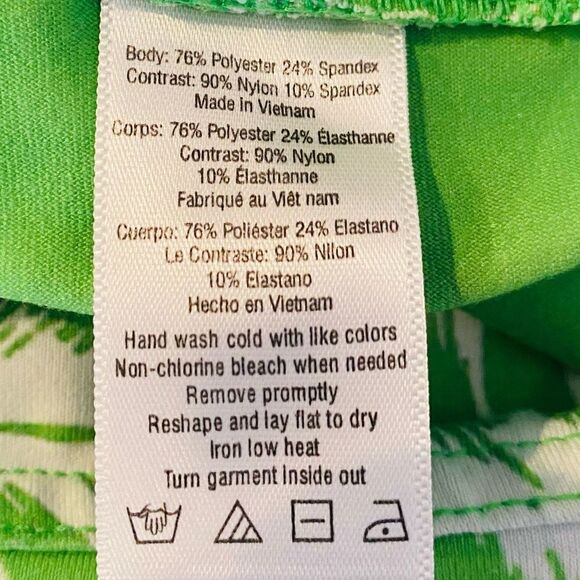 Body: 76% Polyester 24% Spandex
Contrast: 90% Nylon 10% Spandex
Made in Vietnam
Corps: 76% Polyester 24% Élasthanne
Contrast: 90% Nylon
10% Élasthanne
Fabriqué au Viêt nam
Cuerpo: 76% Poliéster 24% Elastano
Le Contraste: 90% Nilon
10% Elastano
Hecho en Vietnam
Hand wash cold with like colors
Non-chlorine bleach when needed
Remove promptly
Reshape and lay flat to dry
Iron low heat
Turn garment inside out